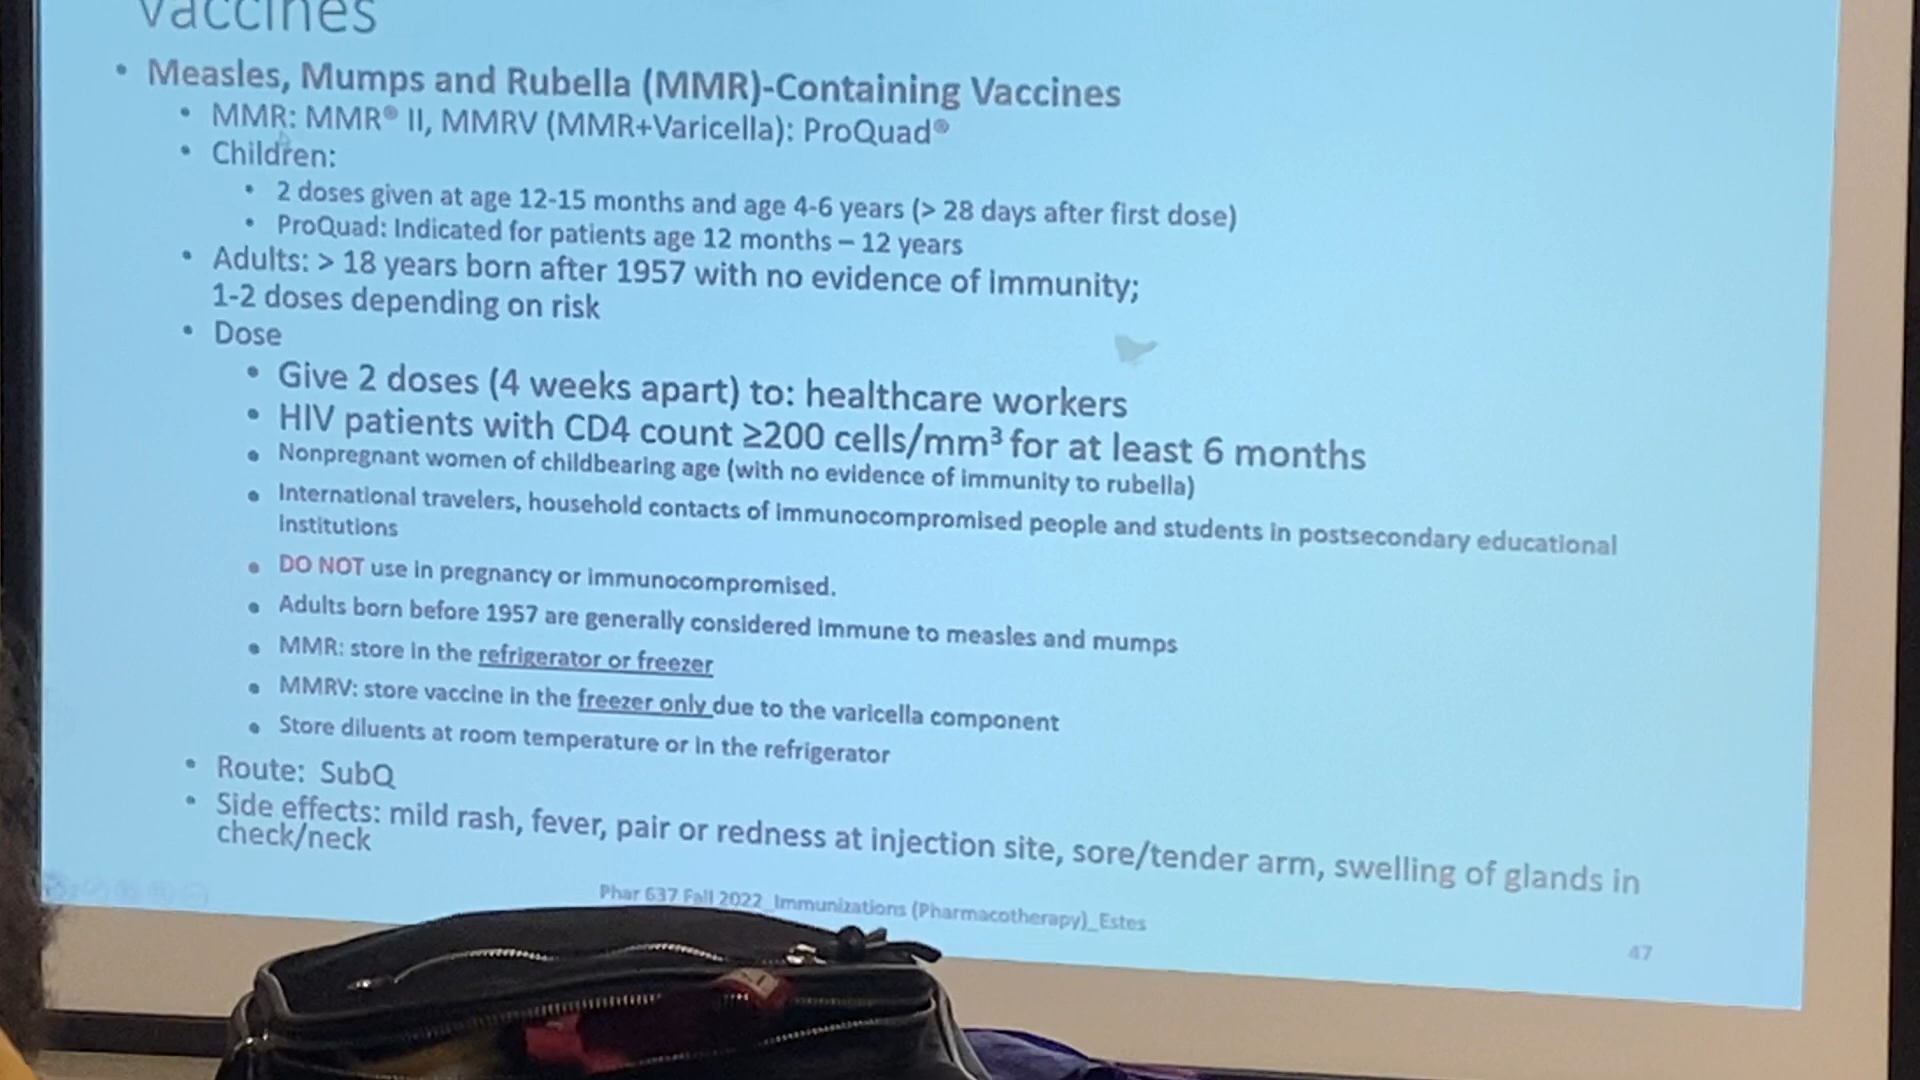 vaccines
• Measles, Mumps and Rubella (MMR)-Containing Vaccines
• MMR: MMR® II, MMRV (MMR+Varicella): ProQuad®
• Children:
• 2 doses given at age 12-15 months and age 4-6 years (> 28 days after first dose)
• ProQuad: Indicated for patients age 12 months – 12 years
• Adults: > 18 years born after 1957 with no evidence of immunity;
1-2 doses depending on risk
• Dose
• Give 2 doses (4 weeks apart) to: healthcare workers
• HIV patients with CD4 count ≥200 cells/mm³ for at least 6 months
• Nonpregnant women of childbearing age (with no evidence of immunity to rubella)
• International travelers, household contacts of immunocompromised people and students in postsecondary educational
institutions
• DO NOT use in pregnancy or immunocompromised.
• Adults born before 1957 are generally considered immune to measles and mumps
• MMR: store in the refrigerator or freezer
• MMRV: store vaccine in the freezer only due to the varicella component
• Store diluents at room temperature or in the refrigerator
• Route: SubQ
• Side effects: mild rash, fever, pair or redness at injection site, sore/tender arm, swelling of glands in
check/neck
Phar 637 Fall 2022_Immunizations (Pharmacotherapy)_Estes
47